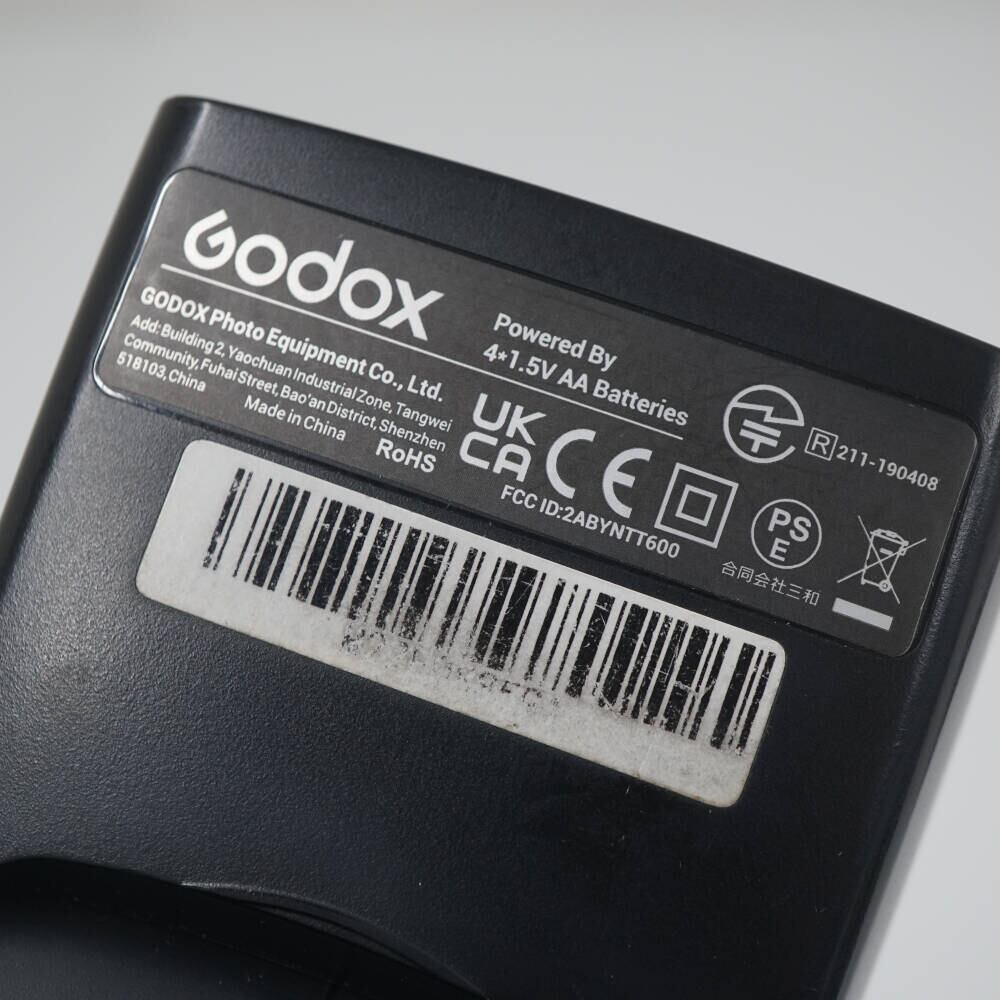 Godox
GODOX Photo Equipment Co., Ltd.
Add: Building 2, Yaochuan Industrial Zone, Tangwei
Community, Fuhai Street, Bao'an District, Shenzhen
518103, China
Made in China
RoHS
Powered By
4*1.5V AA Batteries
UK
CA
CE
FCC ID:2ABYNTT600
R 211-190408
PS
E
合同会社三和